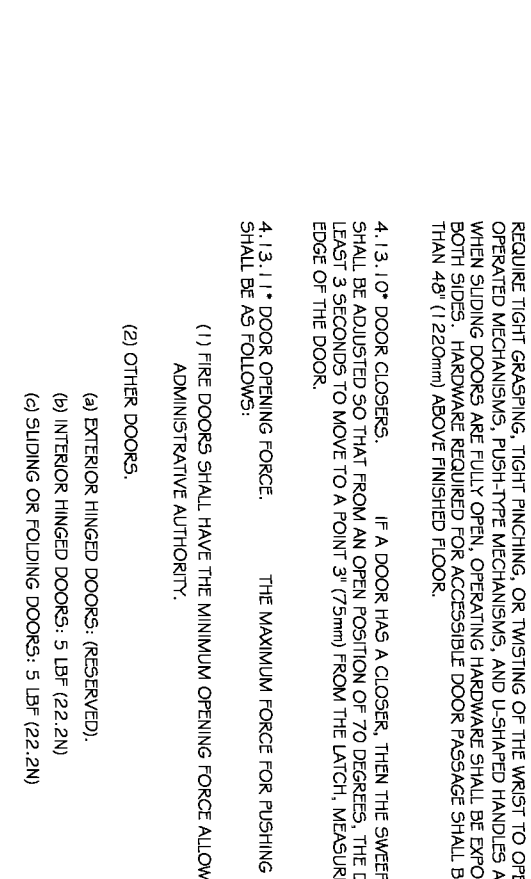 REQUIRE TIGHT GRASPING, TIGHT PINCHING, OR TWISTING OF THE WRIST TO
OPERATED MECHANISMS, PUSH-TYPE MECHANISMS, AND U-SHAPED HANDLES
WHEN SLIDING DOORS ARE FULLY OPEN, OPERATING HARDWARE SHALL BE
BOTH SIDES. HARDWARE REQUIRED FOR ACCESSIBLE DOOR PASSAGE SHALL
THAN 48" (1220mm) ABOVE FINISHED FLOOR.
4.13.10* DOOR CLOSERS. IF A DOOR HAS A CLOSER, THEN THE
SHALL BE ADJUSTED SO THAT FROM AN OPEN POSITION OF 70 DEGREES, THE
LEAST 3 SECONDS TO MOVE TO A POINT 3" (75mm) FROM THE LATCH,
EDGE OF THE DOOR.
4.13.11* DOOR OPENING FORCE. THE MAXIMUM FORCE FOR PUSHING
SHALL BE AS FOLLOWS:
(1) FIRE DOORS SHALL HAVE THE MINIMUM OPENING FORCE
ADMINISTRATIVE AUTHORITY.
(2) OTHER DOORS.
(a) EXTERIOR HINGED DOORS: (RESERVED).
(b) INTERIOR HINGED DOORS: 5 LBF (22.2N)
(c) SLIDING OR FOLDING DOORS: 5 LBF (22.2N)